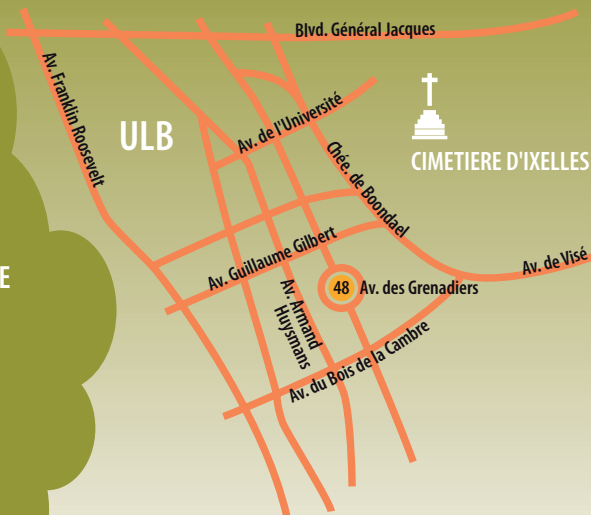 Blvd. Général Jacques
Av. Franklin Roosevelt
ULB
Av. de l'Université
CIMETIERE D'IXELLES
Chée. de Boondael
Av. Guillaume Gilbert
Av. de Visé
E
48
Av. des Grenadiers
Av. Armand
Huysmans
Av. du Bois de la Cambre